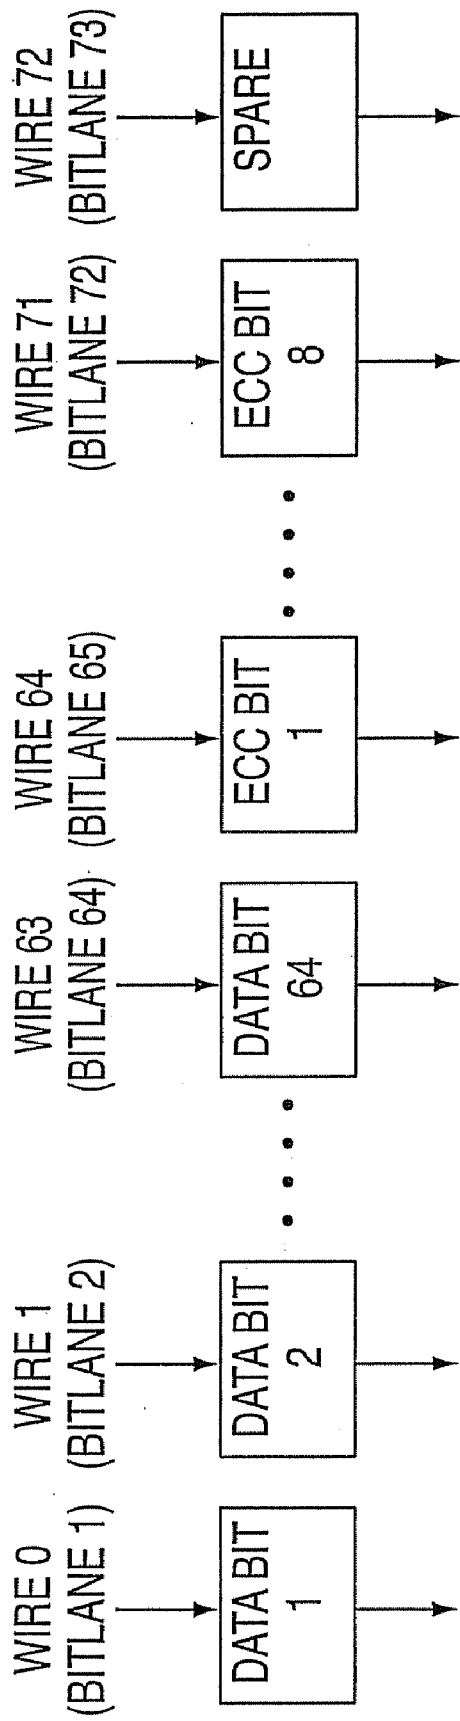 WIRE 0
(BITLANE 1)
DATA BIT
1
WIRE 1
(BITLANE 2)
DATA BIT
2
WIRE 63
(BITLANE 64)
DATA BIT
64
WIRE 64
(BITLANE 65)
ECC BIT
1
WIRE 71
(BITLANE 72)
ECC BIT
8
WIRE 72
(BITLANE 73)
SPARE